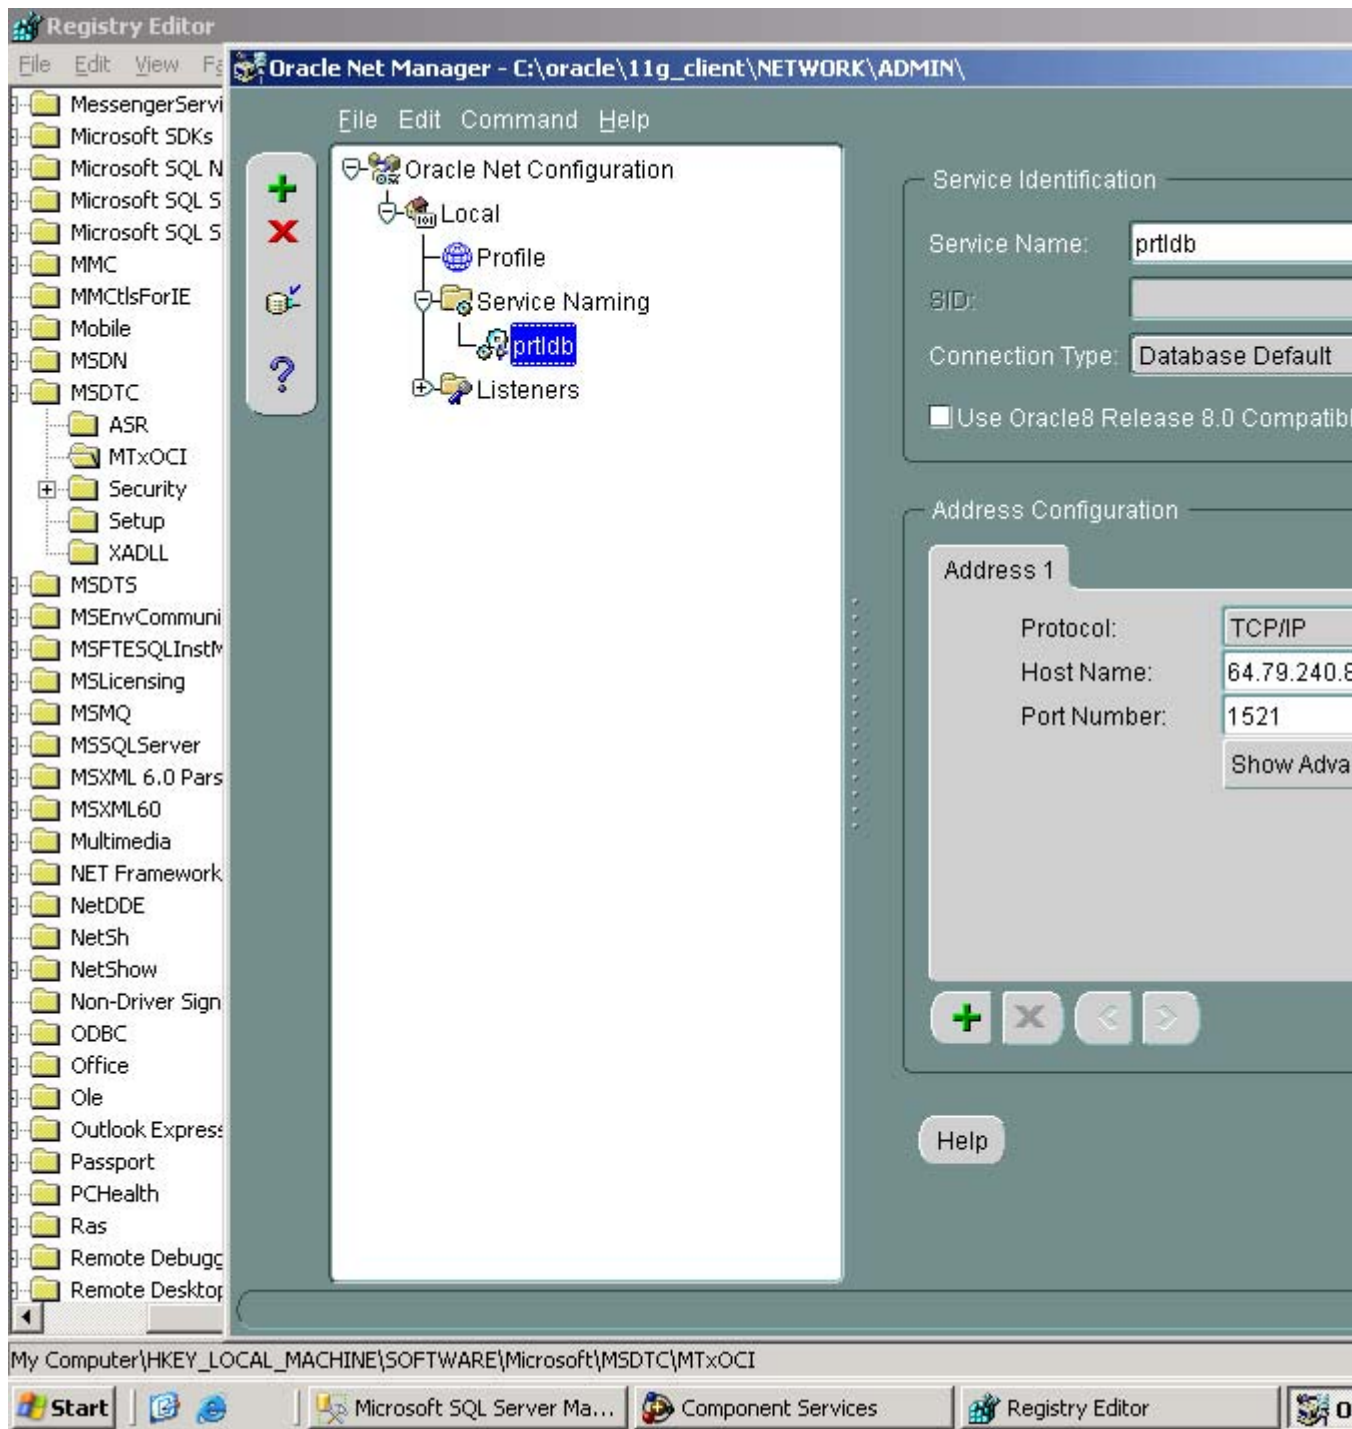 Registry Editor
File Edit View
MessengerServi
Microsoft SDKs
Microsoft SQL N
Microsoft SQL S
Microsoft SQL S
MMC
MMCtlsForIE
Mobile
MSDN
MSDTC
ASR
MTxOCI
Security
Setup
XADLL
MSDTS
MSEnvCommuni
MSFTESQLInstM
MSLicensing
MSMQ
MSSQLServer
MSXML 6.0 Pars
MSXML60
Multimedia
NET Framework
NetDDE
NetSh
NetShow
Non-Driver Sign
ODBC
Office
Ole
Outlook Express
Passport
PCHealth
Ras
Remote Debugg
Remote Desktop
Oracle Net Manager - C:\oracle\11g_client\NETWORK\ADMIN\
File Edit Command Help
Oracle Net Configuration
Local
Profile
Service Naming
prtldb
Listeners
Service Identification
Service Name: prtldb
SID:
Connection Type: Database Default
Use Oracle8 Release 8.0 Compatibl
Address Configuration
Address 1
Protocol: TCP/IP
Host Name: 64.79.240.8
Port Number: 1521
Show Adva
Help
My Computer\HKEY_LOCAL_MACHINE\SOFTWARE\Microsoft\MSDTC\MTxOCI
Start
Microsoft SQL Server Ma...
Component Services
Registry Editor